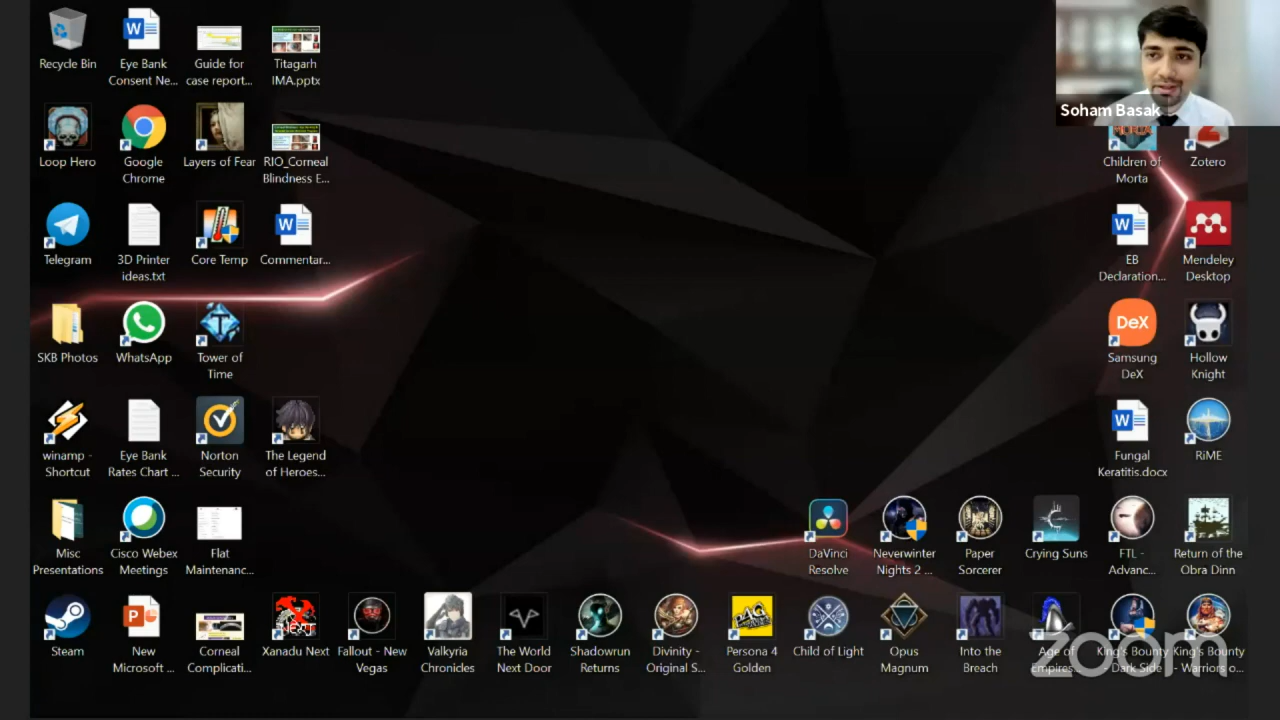 Recycle Bin
Eye Bank
Consent Ne...
Guide for
case report...
Titagarh
IMA.pptx
Soham Basak
Loop Hero
Google
Chrome
Layers of Fear
RIO_Corneal
Blindness E...
Children of
Morta
Zotero
Telegram
3D Printer
ideas.txt
Core Temp
Commentar...
EB
Declaration...
Mendeley
Desktop
SKB Photos
WhatsApp
Tower of
Time
DeX
Samsung
DeX
Hollow
Knight
winamp -
Shortcut
Eye Bank
Rates Chart ...
Norton
Security
The Legend
of Heroes...
Fungal
Keratitis.docx
RiME
Misc
Presentations
Cisco Webex
Meetings
Flat
Maintenanc...
DaVinci
Resolve
Neverwinter
Nights 2 ...
Paper
Sorcerer
Crying Suns
FTL -
Advanc...
Return of the
Obra Dinn
Steam
New
Microsoft ...
Corneal
Complicati...
Xanadu Next
Fallout - New
Vegas
Valkyria
Chronicles
The World
Next Door
Shadowrun
Returns
Divinity -
Original S...
Persona 4
Golden
Child of Light
Opus
Magnum
Into the
Breach
Age of
Empires...
King's Bounty
- Dark Side
King's Bounty
- Warriors o...
zoom